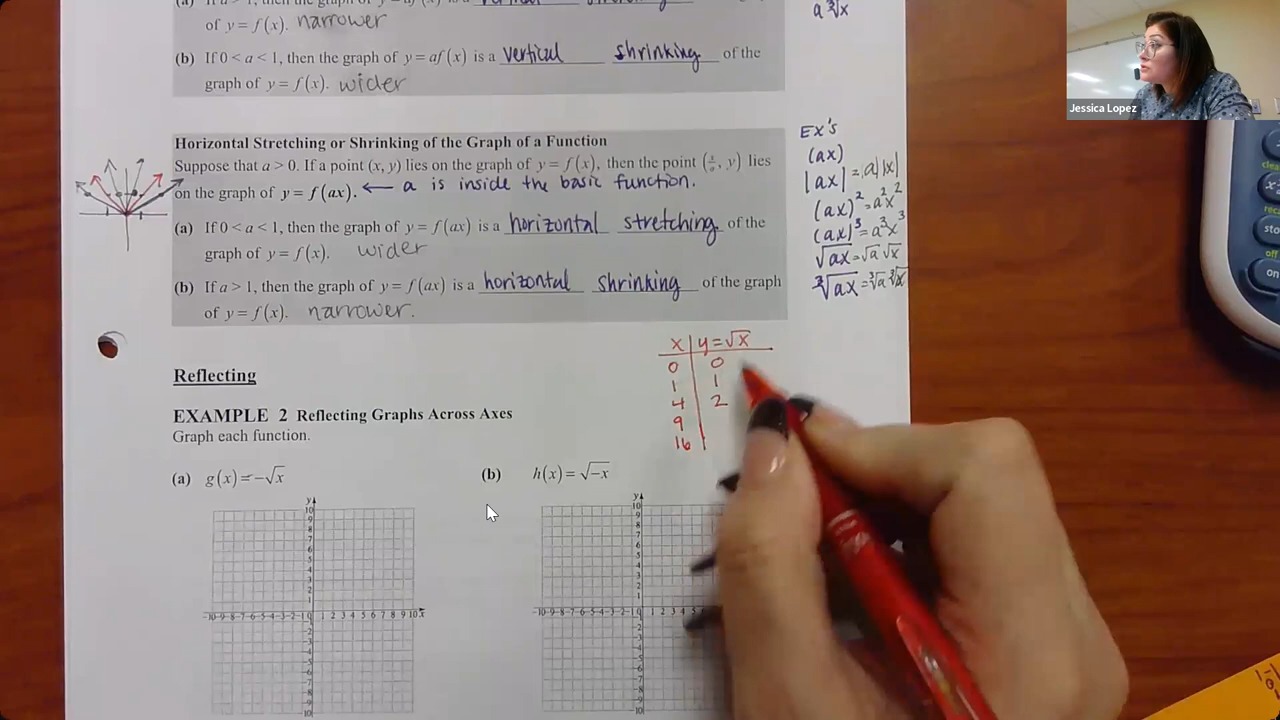 of y = f(x). narrower
a∛x
(b) If 0 < a < 1, then the graph of y = af(x) is a vertical shrinking of the
graph of y = f(x). wider
Jessica Lopez
Horizontal Stretching or Shrinking of the Graph of a Function
Suppose that a > 0. If a point (x, y) lies on the graph of y = f(x), then the point (x/a, y) lies
on the graph of y = f(ax). ← a is inside the basic function.
(a) If 0 < a < 1, then the graph of y = f(ax) is a horizontal stretching of the
graph of y = f(x). wider
(b) If a > 1, then the graph of y = f(ax) is a horizontal shrinking of the graph
of y = f(x). narrower.
EX's
(ax)
|ax| = |a||x|
(ax)² = a²x²
(ax)³ = a³x³
√ax = √a √x
∛ax = ∛a ∛x
x | y = √x
0 | 0
1 | 1
4 | 2
9
16
Reflecting
EXAMPLE 2 Reflecting Graphs Across Axes
Graph each function.
(a) g(x) = -√x
(b) h(x) = √-x